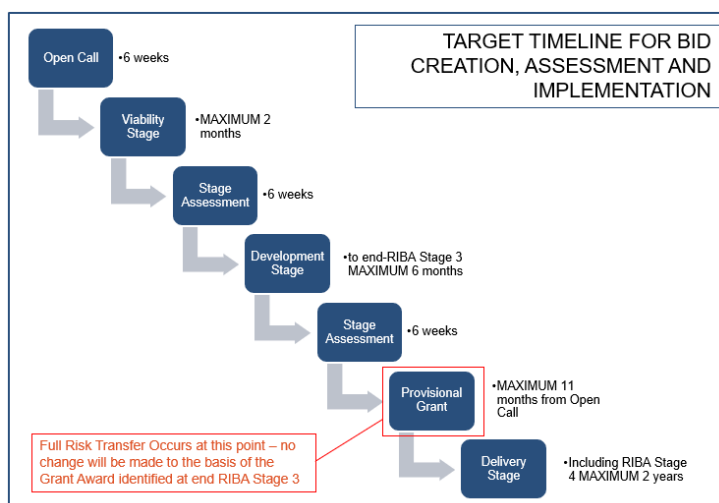 TARGET TIMELINE FOR BID
CREATION, ASSESSMENT AND
IMPLEMENTATION
Open Call
•6 weeks
Viability
Stage
•MAXIMUM 2
months
Stage
Assessment
•6 weeks
Development
Stage
•to end-RIBA Stage 3
MAXIMUM 6 months
Stage
Assessment
•6 weeks
Provisional
Grant
•MAXIMUM 11
months from Open
Call
Full Risk Transfer Occurs at this point – no
change will be made to the basis of the
Grant Award identified at end RIBA Stage 3
Delivery
Stage
•Including RIBA Stage
4 MAXIMUM 2 years